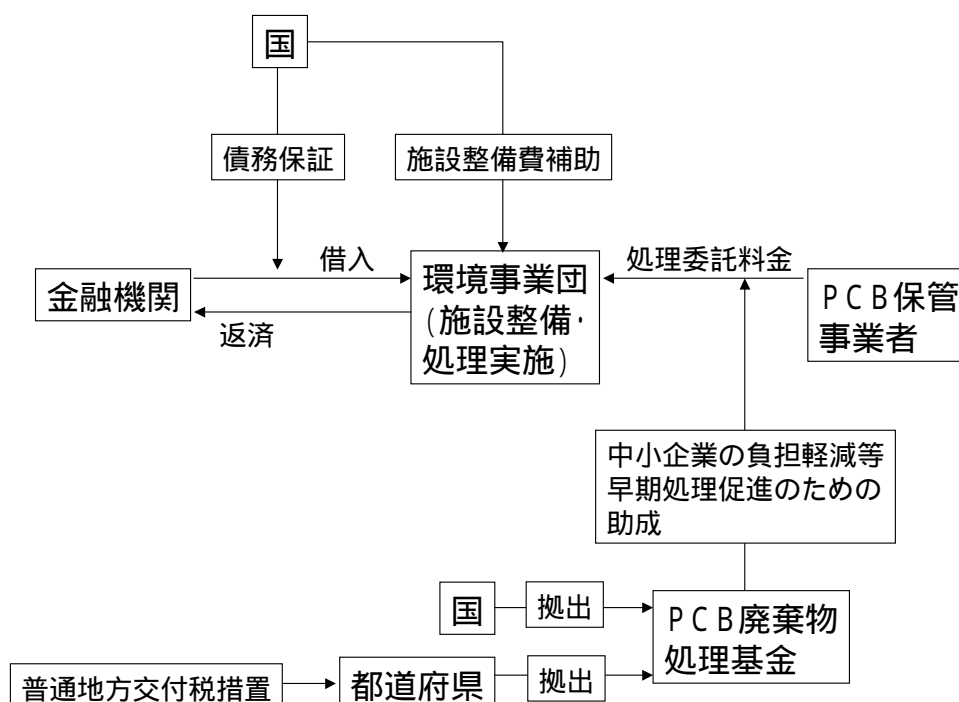 国
債務保証
施設整備費補助
借入
処理委託料金
金融機関
環境事業団
(施設整備・
処理実施)
返済
PCB保管
事業者
中小企業の負担軽減等
早期処理促進のための
助成
国
拠出
PCB廃棄物
処理基金
普通地方交付税措置
都道府県
拠出